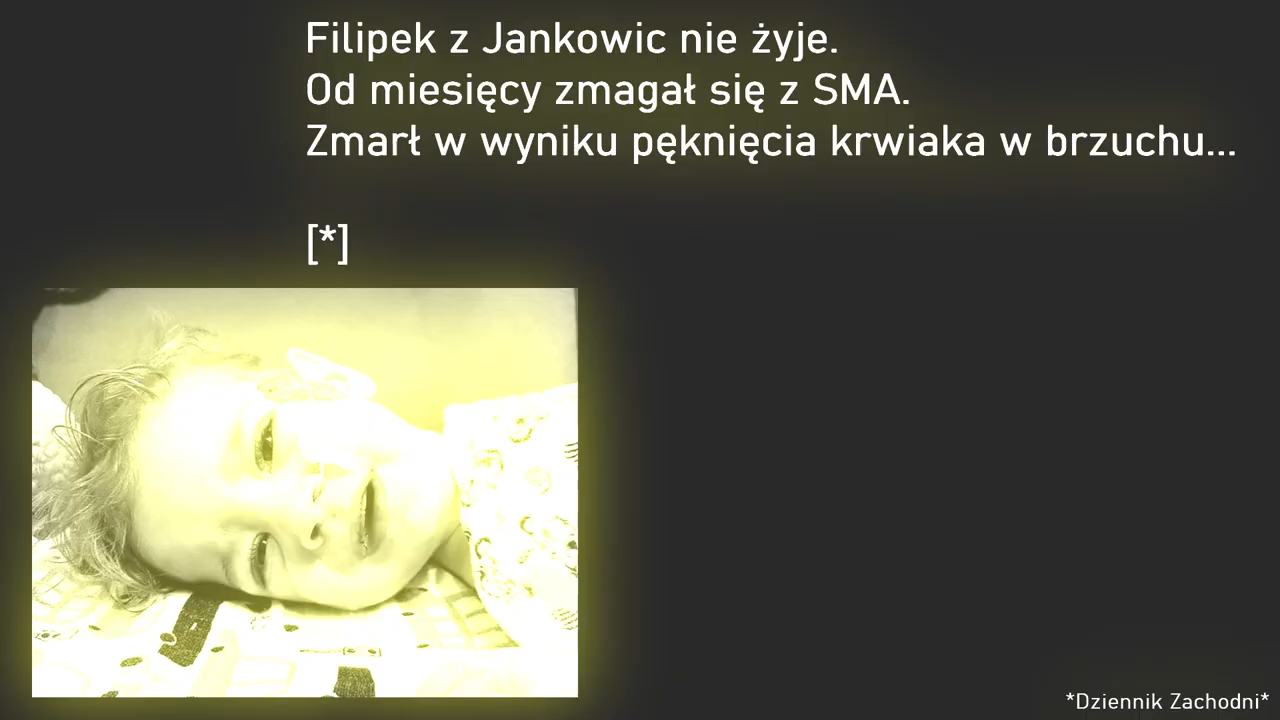 Filipek z Jankowic nie żyje.
Od miesięcy zmagał się z SMA.
Zmarł w wyniku pęknięcia krwiaka w brzuchu...
[*]
*Dziennik Zachodni*